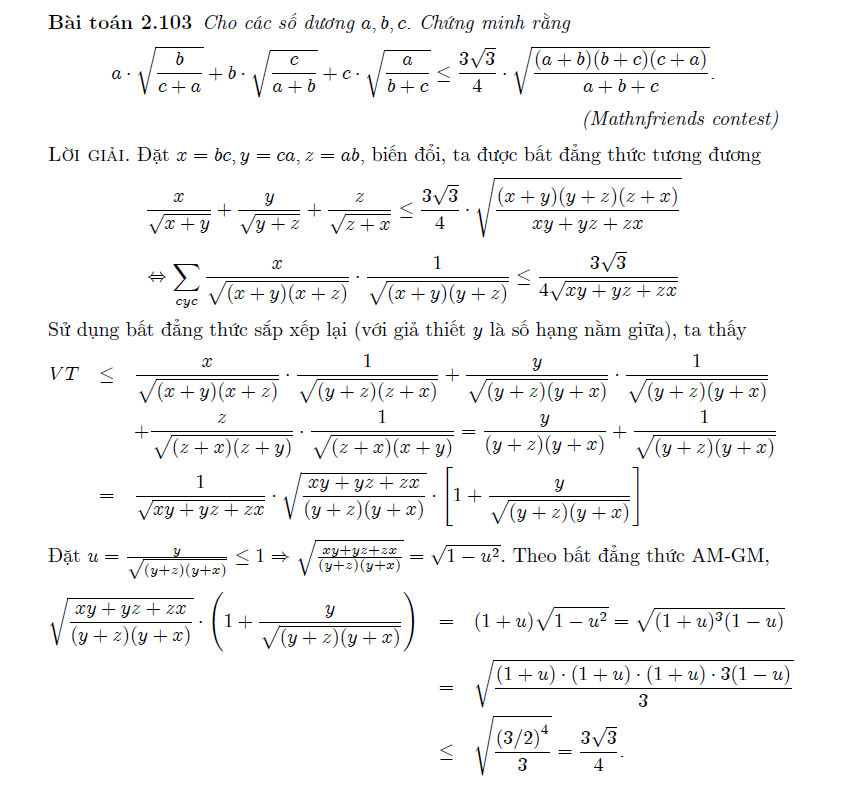 Bài toán 2.103 Cho các số dương a, b, c. Chứng minh rằng
a · √(b/(c + a)) + b · √(c/(a + b)) + c · √(a/(b + c)) ≤ (3√3)/4 · √(((a + b)(b + c)(c + a))/(a + b + c)).
(Mathnfriends contest)
LỜI GIẢI. Đặt x = bc, y = ca, z = ab, biến đổi, ta được bất đẳng thức tương đương
x/√(x + y) + y/√(y + z) + z/√(z + x) ≤ (3√3)/4 · √(((x + y)(y + z)(z + x))/(xy + yz + zx))
⇔ ∑cyc x/√((x + y)(x + z)) · 1/√((x + y)(y + z)) ≤ 3√3/(4√(xy + yz + zx))
Sử dụng bất đẳng thức sắp xếp lại (với giả thiết y là số hạng nằm giữa), ta thấy
VT ≤ x/√((x + y)(x + z)) · 1/√((y + z)(z + x)) + y/√((y + z)(y + x)) · 1/√((y + z)(y + x))
+ z/√((z + x)(z + y)) · 1/√((z + x)(x + y)) = y/((y + z)(y + x)) + 1/√((y + z)(y + x))
= 1/√(xy + yz + zx) · √((xy + yz + zx)/((y + z)(y + x))) · [1 + y/√((y + z)(y + x))]
Đặt u = y/√((y+z)(y+x)) ≤ 1 ⇒ √((xy+yz+zx)/((y+z)(y+x))) = √(1 − u²). Theo bất đẳng thức AM-GM,
√((xy + yz + zx)/((y + z)(y + x))) · (1 + y/√((y + z)(y + x))) = (1 + u)√(1 − u²) = √((1 + u)³(1 − u))
= √(((1 + u) · (1 + u) · (1 + u) · 3(1 − u))/3)
≤ √((3/2)⁴/3) = (3√3)/4.